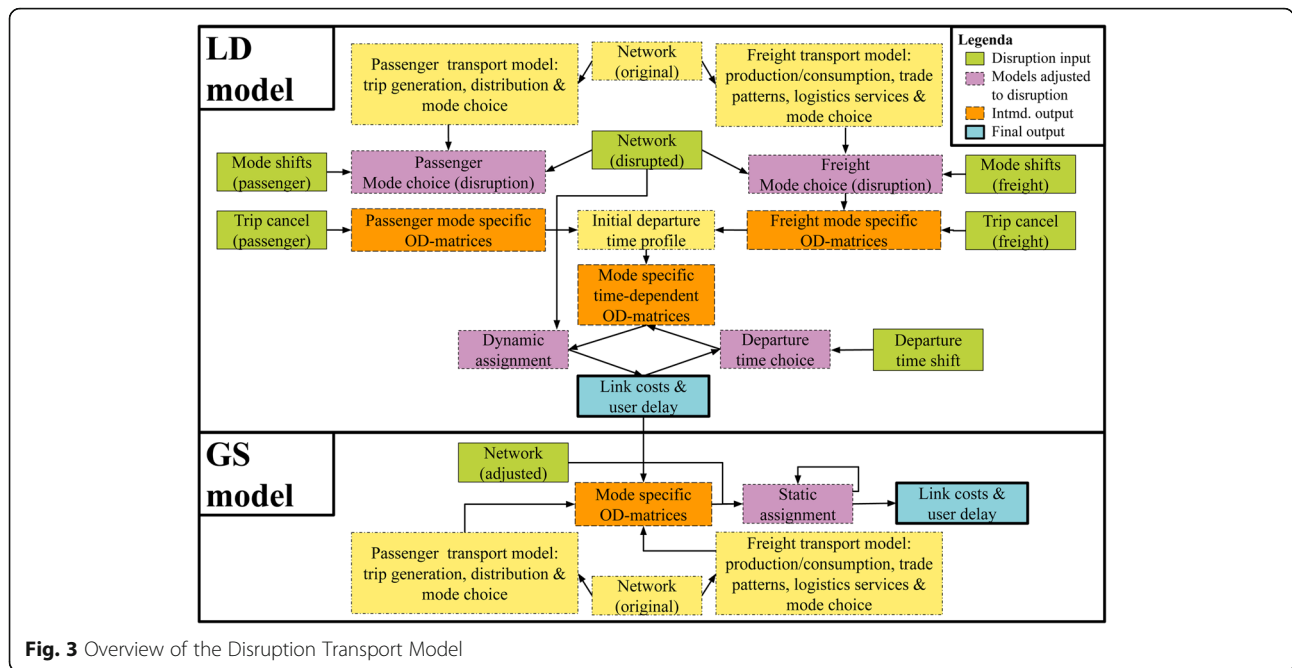 LD
model
Passenger transport model:
trip generation, distribution &
mode choice
Network
(original)
Freight transport model:
production/consumption, trade
patterns, logistics services &
mode choice
Legenda
Disruption input
Models adjusted
to disruption
Intmd. output
Final output
Mode shifts
(passenger)
Passenger
Mode choice (disruption)
Network
(disrupted)
Freight
Mode choice (disruption)
Mode shifts
(freight)
Trip cancel
(passenger)
Passenger mode specific
OD-matrices
Initial departure
time profile
Freight mode specific
OD-matrices
Trip cancel
(freight)
Mode specific
time-dependent
OD-matrices
Dynamic
assignment
Departure
time choice
Departure
time shift
Link costs &
user delay
GS
model
Network
(adjusted)
Mode specific
OD-matrices
Static
assignment
Link costs &
user delay
Passenger transport model:
trip generation, distribution &
mode choice
Network
(original)
Freight transport model:
production/consumption, trade
patterns, logistics services &
mode choice
Fig. 3 Overview of the Disruption Transport Model